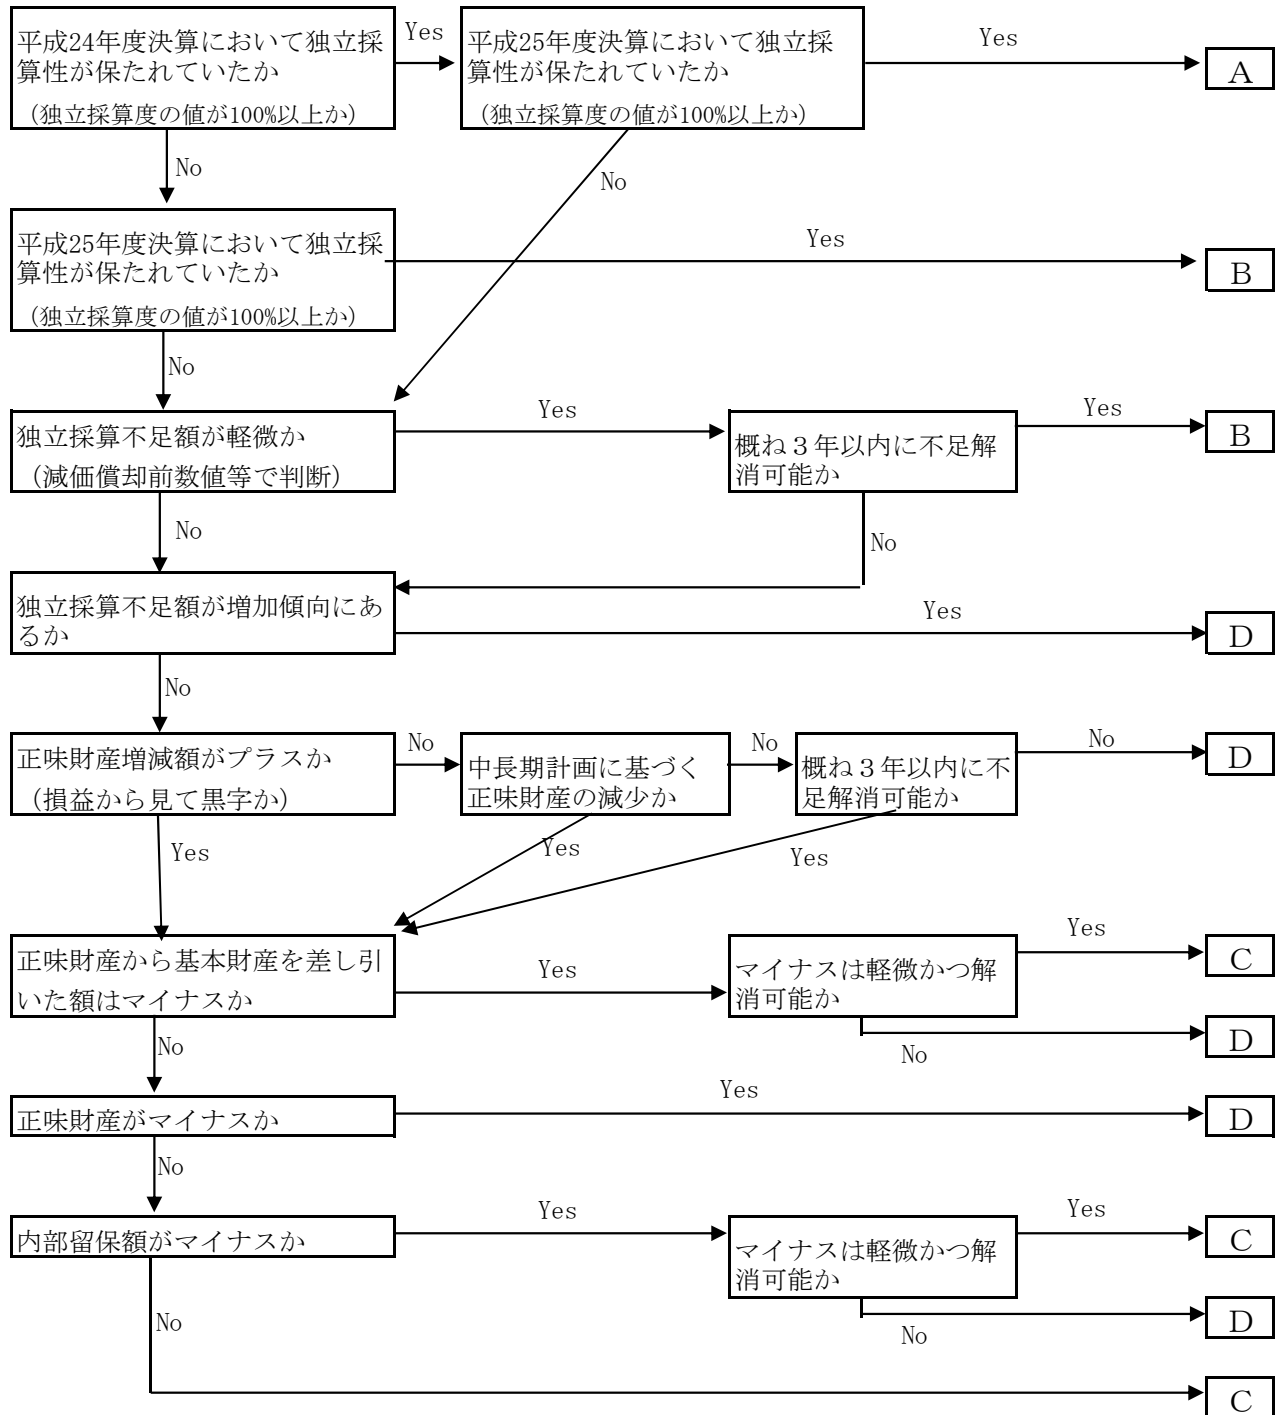 平成24年度決算において独立採
算性が保たれていたか
（独立採算度の値が100%以上か）
Yes
平成25年度決算において独立採
算性が保たれていたか
（独立採算度の値が100%以上か）
Yes
A
No
No
平成25年度決算において独立採
算性が保たれていたか
（独立採算度の値が100%以上か）
Yes
B
No
独立採算不足額が軽微か
（減価償却前数値等で判断）
Yes
概ね３年以内に不足解
消可能か
Yes
B
No
No
独立採算不足額が増加傾向にあ
るか
Yes
D
No
正味財産増減額がプラスか
（損益から見て黒字か）
No
中長期計画に基づく
正味財産の減少か
No
概ね３年以内に不
足解消可能か
No
D
Yes
Yes
Yes
正味財産から基本財産を差し引
いた額はマイナスか
Yes
マイナスは軽微かつ解
消可能か
Yes
C
No
No
D
正味財産がマイナスか
Yes
D
No
内部留保額がマイナスか
Yes
マイナスは軽微かつ解
消可能か
Yes
C
No
No
D
C